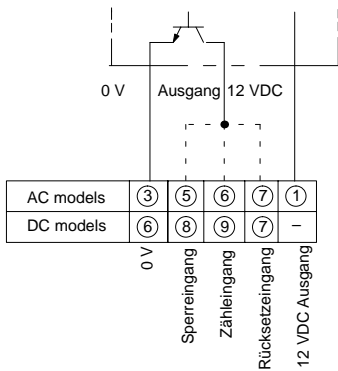 0 V Ausgang 12 VDC
AC models 3 5 6 7 1
DC models 6 8 9 7 –
0 V
Sperreingang
Zähleingang
Rücksetzeingang
12 VDC Ausgang